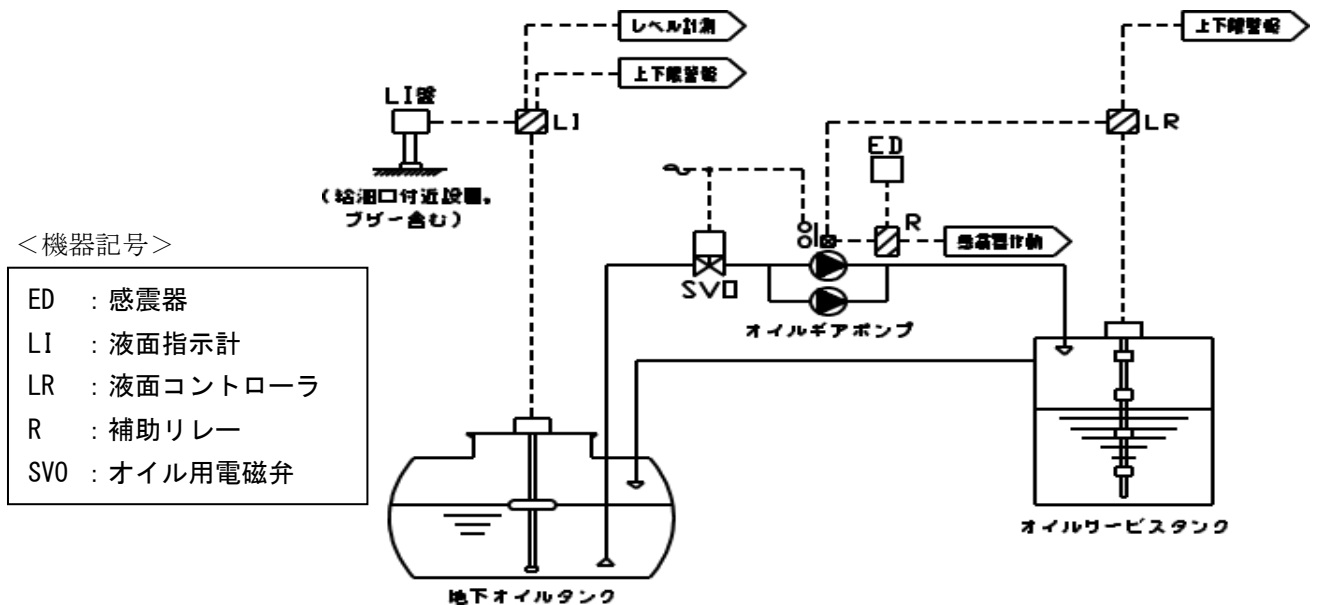 レベル計測
上下限警報
上下限警報
LI盤
LI
LR
ED
(給油口付近設置。
ブザー含む)
R
感震器作動
<機器記号>
SVO
ED :感震器
オイルギアポンプ
LI :液面指示計
LR :液面コントローラ
R :補助リレー
SVO :オイル用電磁弁
オイルサービスタンク
地下オイルタンク